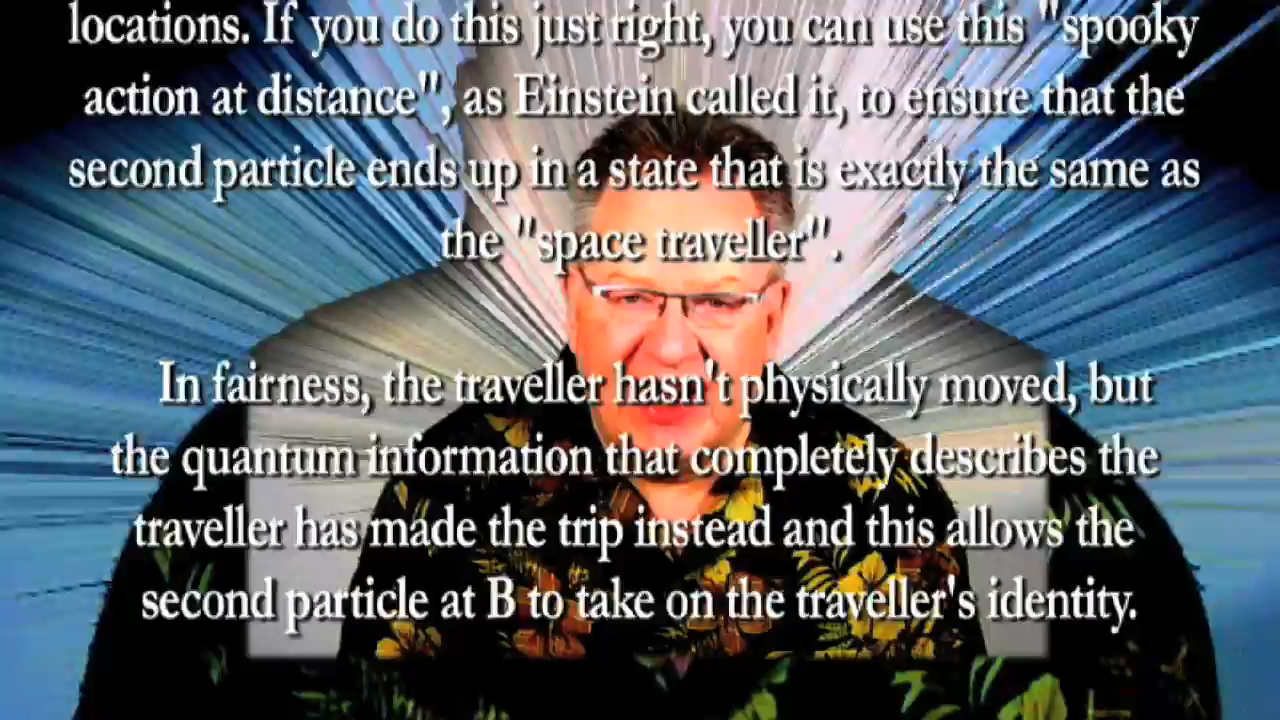 locations. If you do this just right, you can use this "spooky
action at distance", as Einstein called it, to ensure that the
second particle ends up in a state that is exactly the same as
the "space traveller".
In fairness, the traveller hasn't physically moved, but
the quantum information that completely describes the
traveller has made the trip instead and this allows the
second particle at B to take on the traveller's identity.